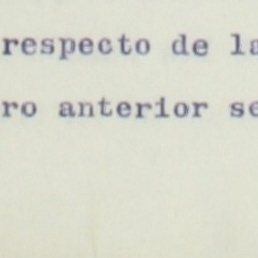 respecto de la
ro anterior se